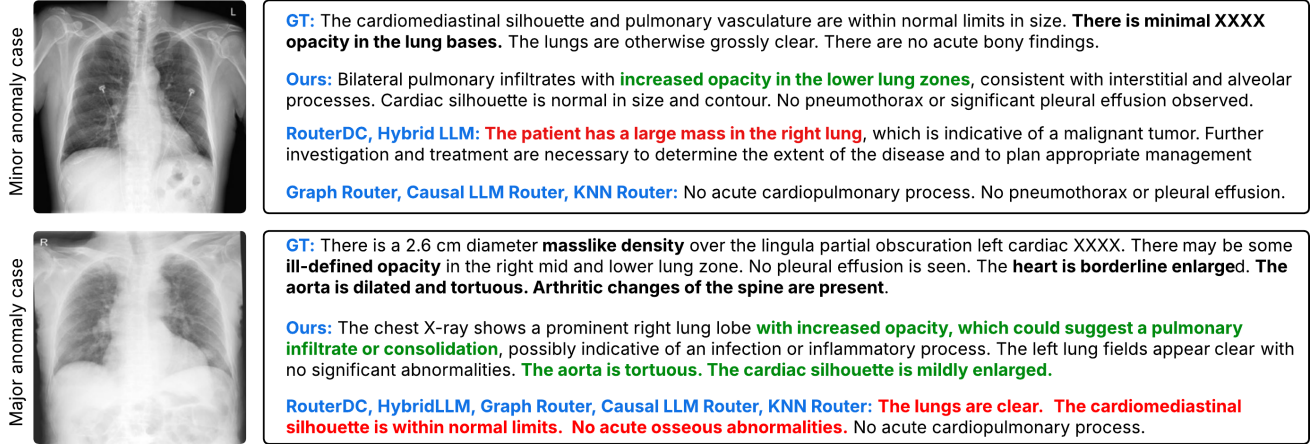 Minor anomaly case
L
GT: The cardiomediastinal silhouette and pulmonary vasculature are within normal limits in size. There is minimal XXXX
opacity in the lung bases. The lungs are otherwise grossly clear. There are no acute bony findings.
Ours: Bilateral pulmonary infiltrates with increased opacity in the lower lung zones, consistent with interstitial and alveolar
processes. Cardiac silhouette is normal in size and contour. No pneumothorax or significant pleural effusion observed.
RouterDC, Hybrid LLM: The patient has a large mass in the right lung, which is indicative of a malignant tumor. Further
investigation and treatment are necessary to determine the extent of the disease and to plan appropriate management
Graph Router, Causal LLM Router, KNN Router: No acute cardiopulmonary process. No pneumothorax or pleural effusion.
Major anomaly case
R
GT: There is a 2.6 cm diameter masslike density over the lingula partial obscuration left cardiac XXXX. There may be some
ill-defined opacity in the right mid and lower lung zone. No pleural effusion is seen. The heart is borderline enlarged. The
aorta is dilated and tortuous. Arthritic changes of the spine are present.
Ours: The chest X-ray shows a prominent right lung lobe with increased opacity, which could suggest a pulmonary
infiltrate or consolidation, possibly indicative of an infection or inflammatory process. The left lung fields appear clear with
no significant abnormalities. The aorta is tortuous. The cardiac silhouette is mildly enlarged.
RouterDC, HybridLLM, Graph Router, Causal LLM Router, KNN Router: The lungs are clear. The cardiomediastinal
silhouette is within normal limits. No acute osseous abnormalities. No acute cardiopulmonary process.